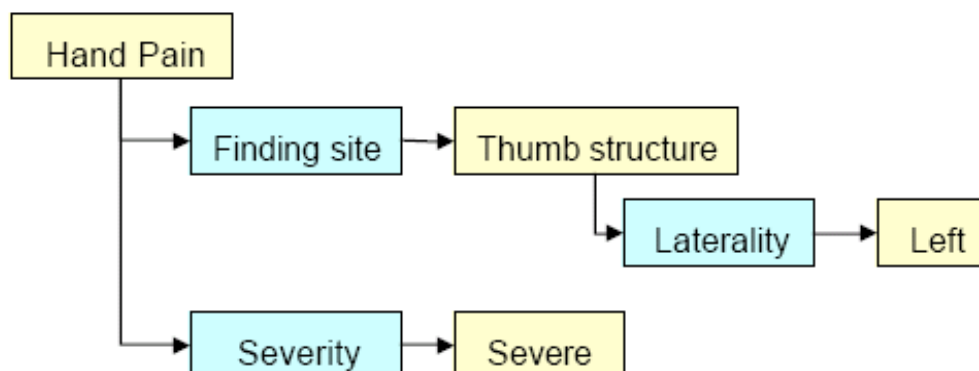 Hand Pain
Finding site
Thumb structure
Laterality
Left
Severity
Severe